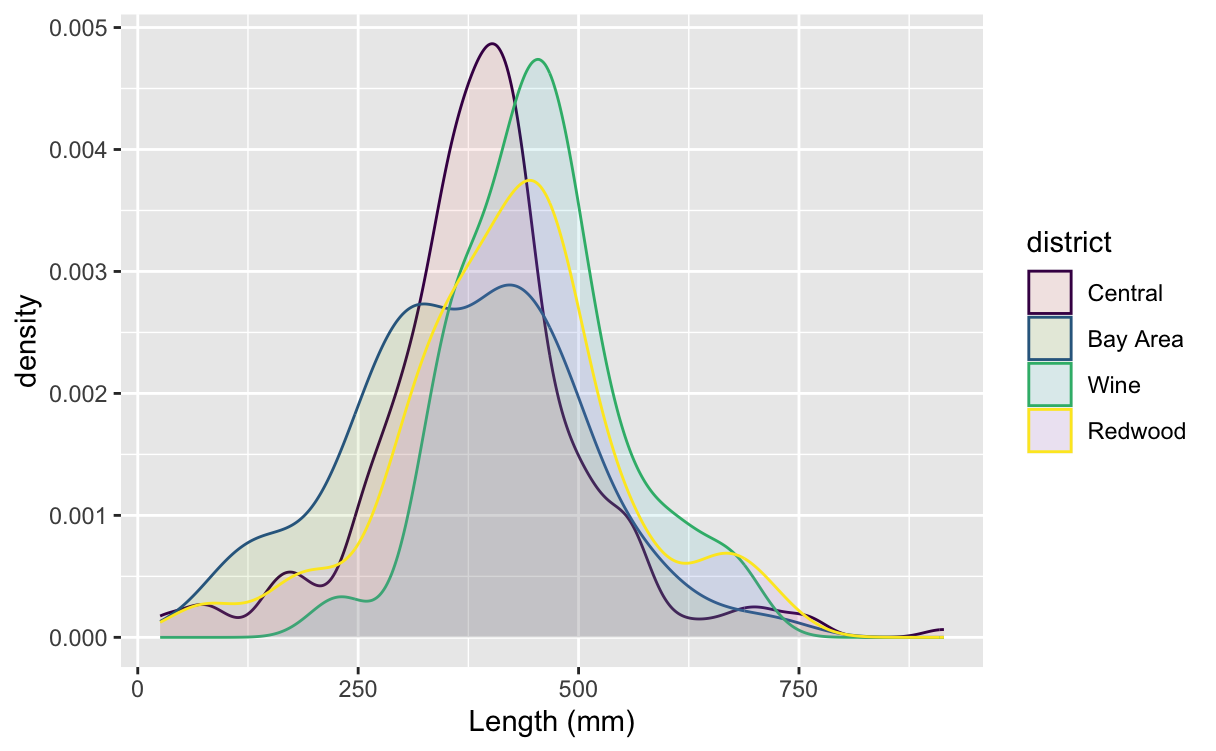 0.005
0.004
0.003
0.002
0.001
0.000
density
0 250 500 750
Length (mm)
district
Central
Bay Area
Wine
Redwood